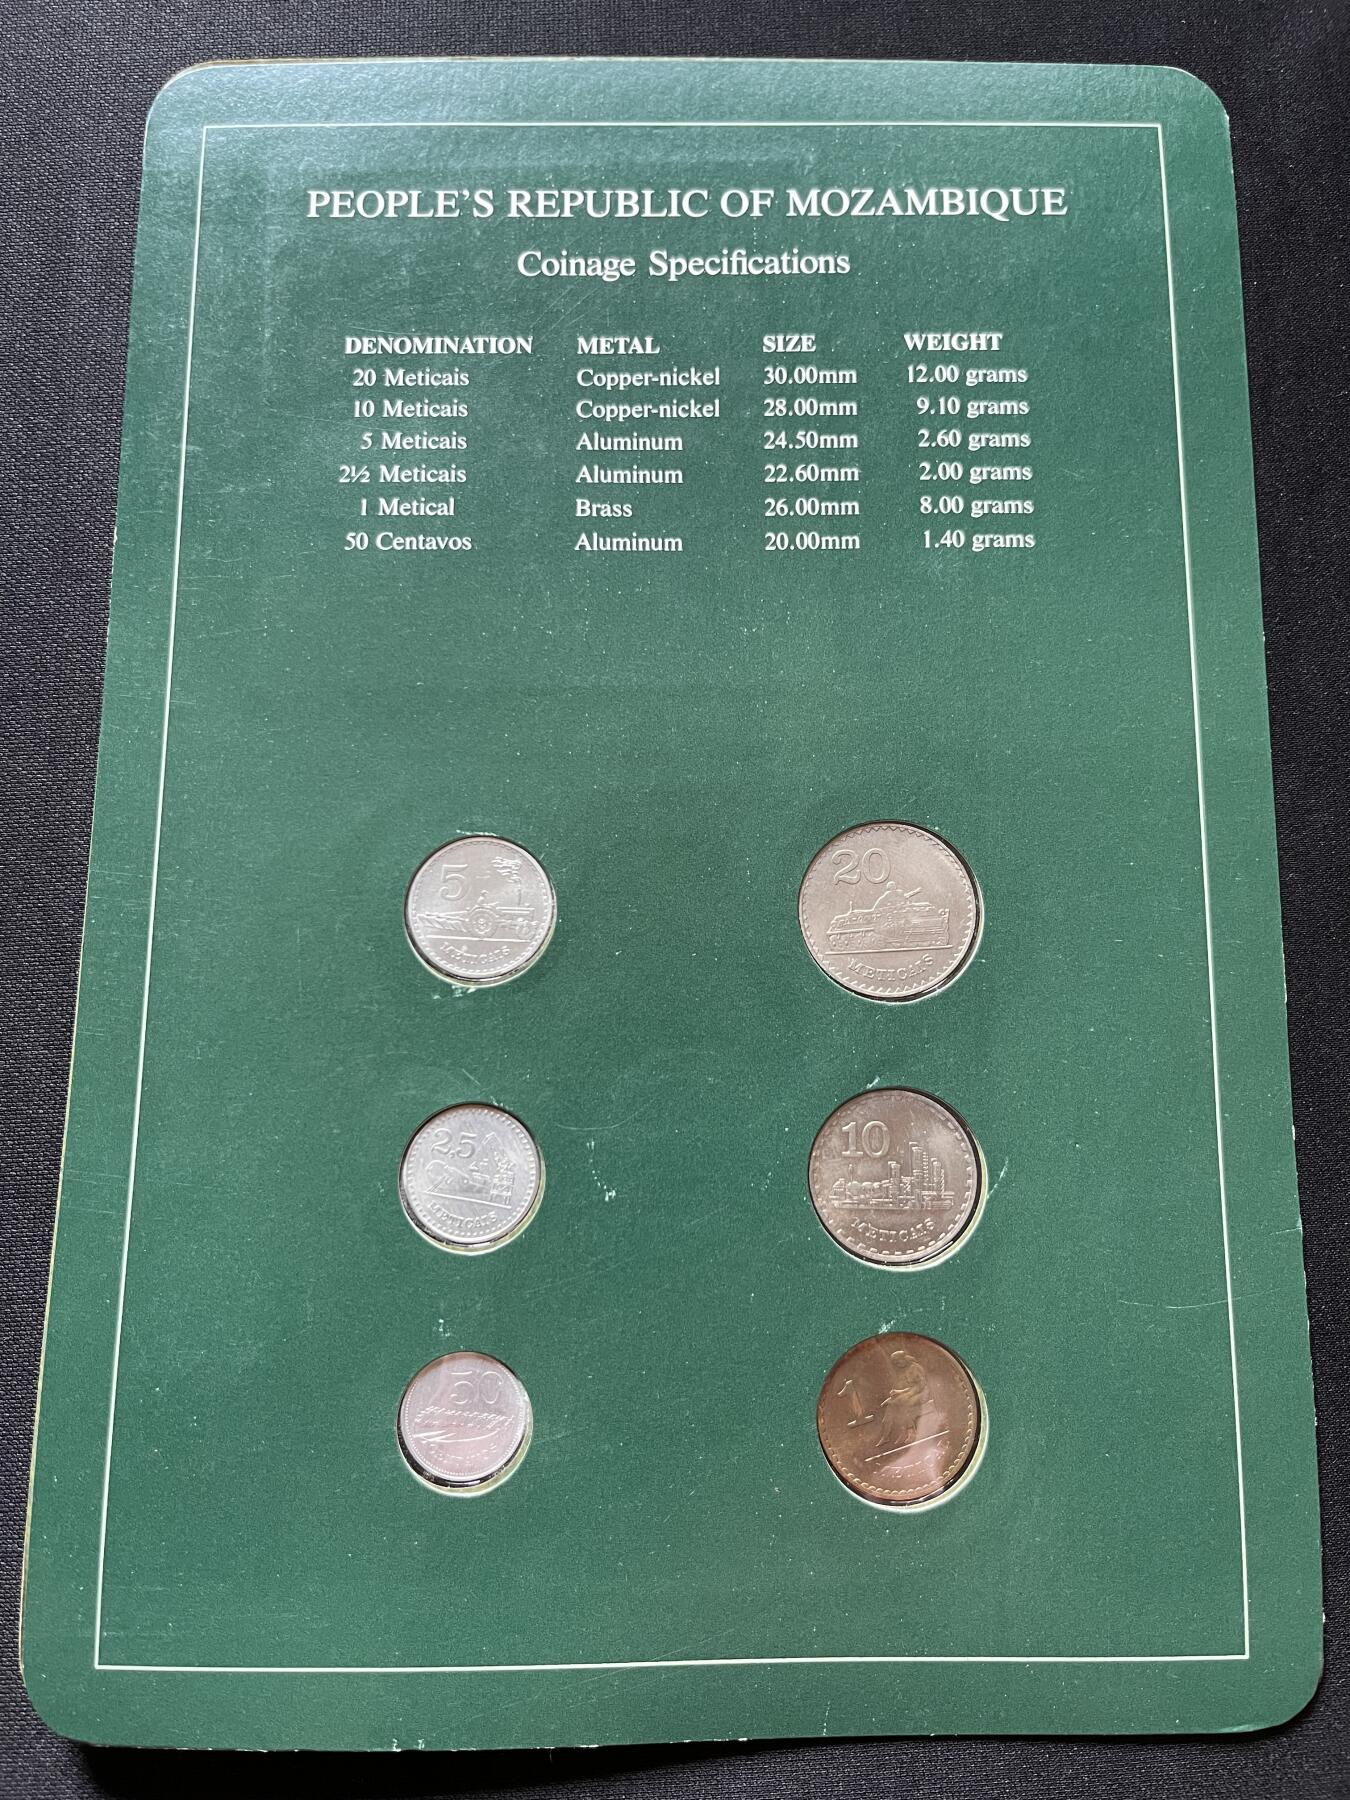 PEOPLE'S REPUBLIC OF MOZAMBIQUE
Coinage Specifications
DENOMINATION METAL SIZE WEIGHT
20 Meticais Copper-nickel 30.00mm 12.00 grams
10 Meticais Copper-nickel 28.00mm 9.10 grams
5 Meticais Aluminum 24.50mm 2.60 grams
2½ Meticais Aluminum 22.60mm 2.00 grams
1 Metical Brass 26.00mm 8.00 grams
50 Centavos Aluminum 20.00mm 1.40 grams
5
METICAIS
20
METICAIS
2,5
METICAIS
10
METICAIS
50
CENTAVOS
1
METICAL